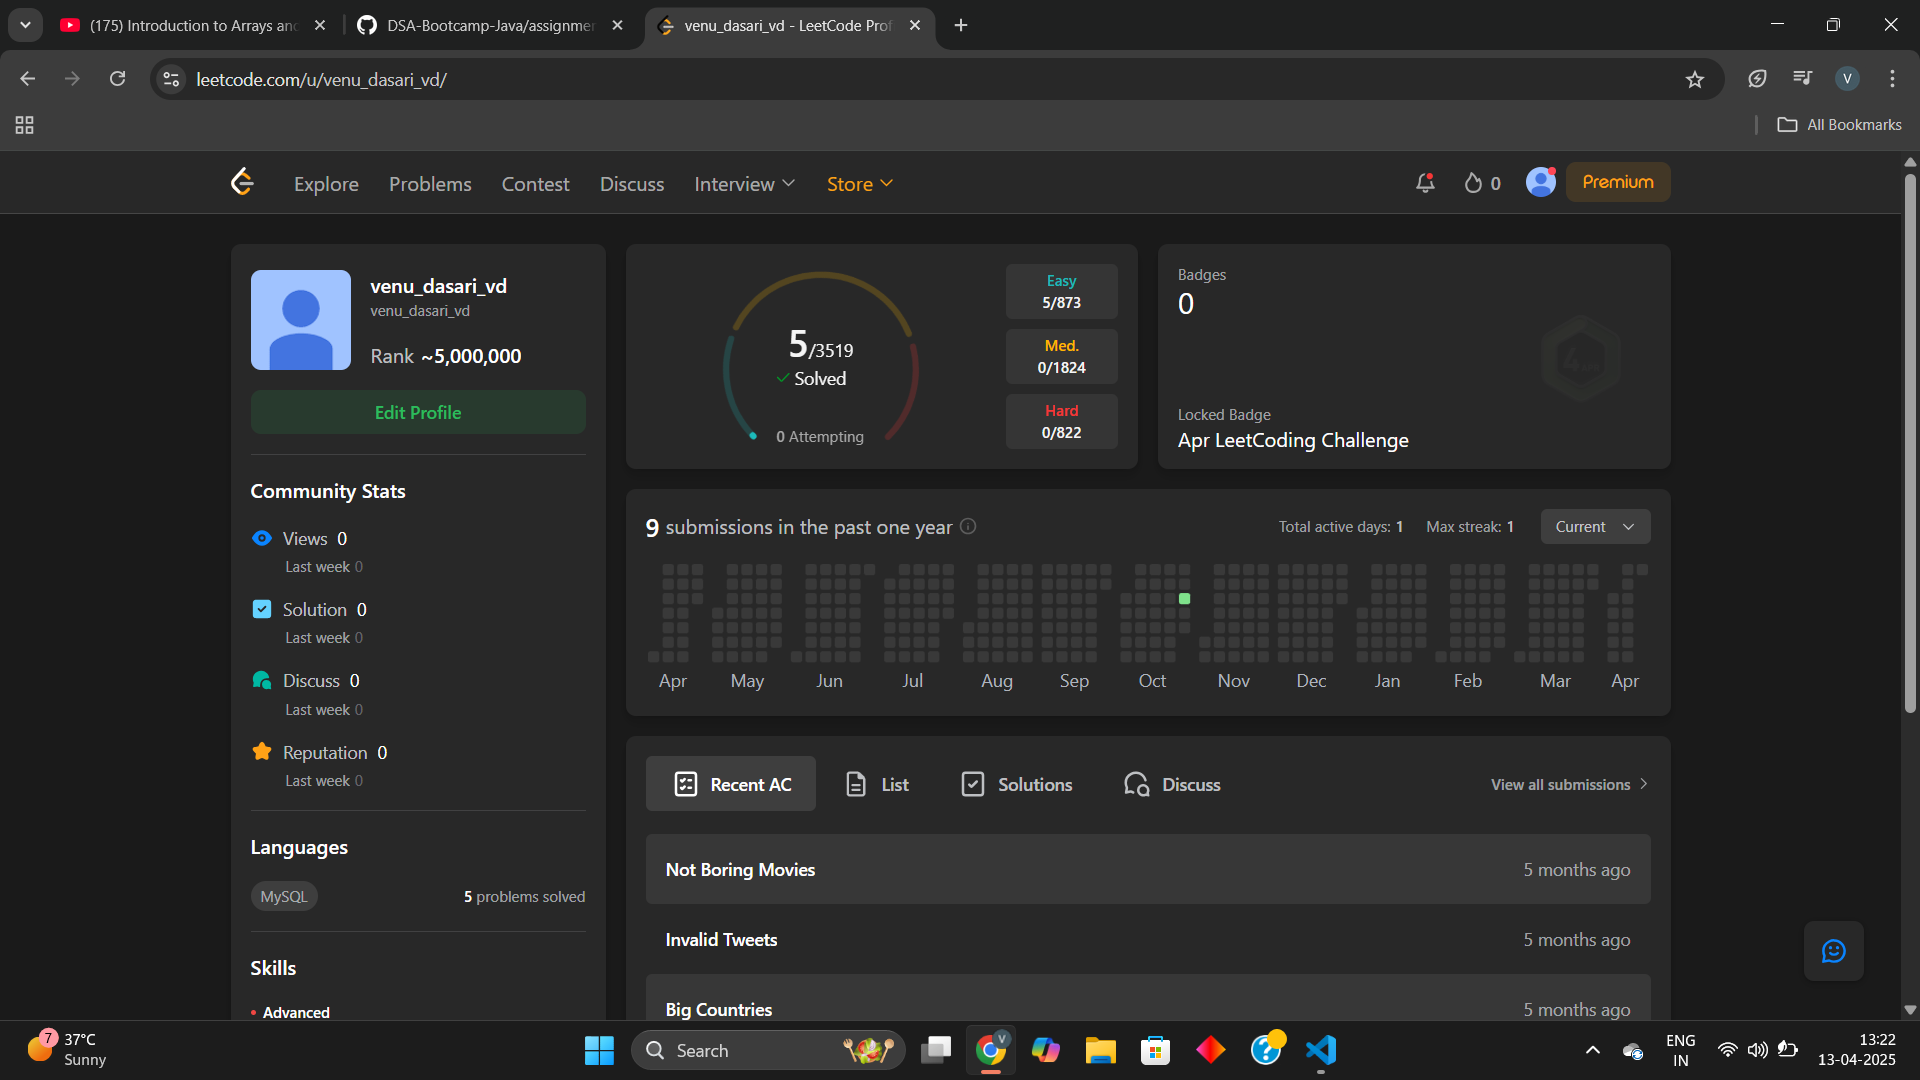 (175) Introduction to Arrays an
DSA-Bootcamp-Java/assignmen
venu_dasari_vd - LeetCode Prof
leetcode.com/u/venu_dasari_vd/
V
All Bookmarks
Explore
Problems
Contest
Discuss
Interview
Store
0
Premium
venu_dasari_vd
venu_dasari_vd
Rank ~5,000,000
Edit Profile
Community Stats
Views 0
Last week 0
Solution 0
Last week 0
Discuss 0
Last week 0
Reputation 0
Last week 0
Languages
MySQL
5 problems solved
Skills
Advanced
5/3519
Solved
0 Attempting
Easy
5/873
Med.
0/1824
Hard
0/822
Badges
0
Locked Badge
Apr LeetCoding Challenge
9 submissions in the past one year
Total active days: 1
Max streak: 1
Current
Apr
May
Jun
Jul
Aug
Sep
Oct
Nov
Dec
Jan
Feb
Mar
Apr
Recent AC
List
Solutions
Discuss
View all submissions
Not Boring Movies
5 months ago
Invalid Tweets
5 months ago
Big Countries
5 months ago
7
37°C
Sunny
Search
V
ENG
IN
13:22
13-04-2025